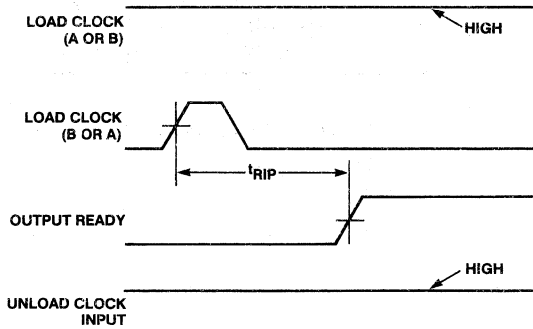 LOAD CLOCK
(A OR B)
HIGH
LOAD CLOCK
(B OR A)
tRIP
OUTPUT READY
HIGH
UNLOAD CLOCK
INPUT